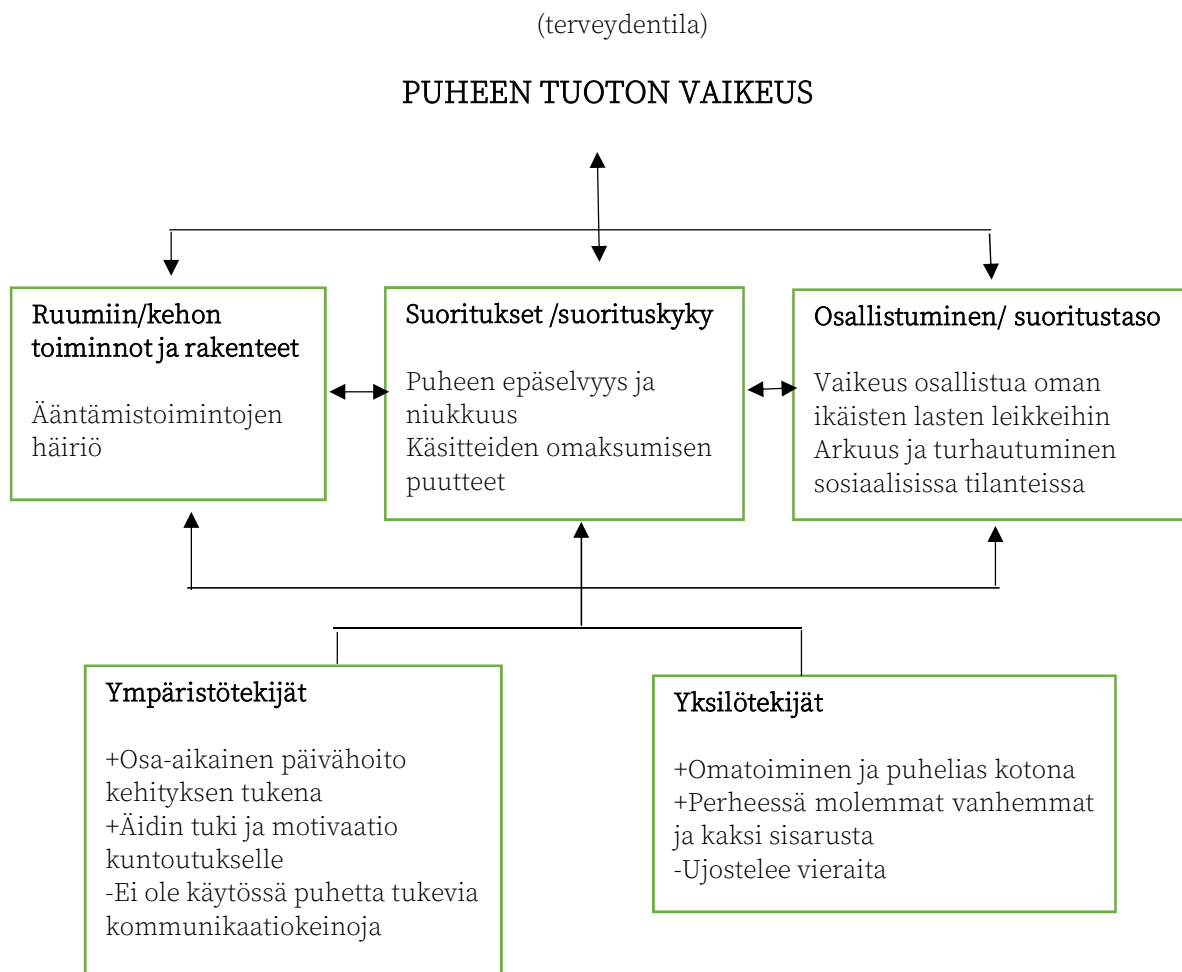 (terveydentila)
PUHEEN TUOTON VAIKEUS
Ruumiin/kehon
toiminnot ja rakenteet
Ääntämistoimintojen
häiriö
Suoritukset /suorituskyky
Puheen epäselvyys ja
niukkuus
Käsitteiden omaksumisen
puutteet
Osallistuminen/ suoritustaso
Vaikeus osallistua oman
ikäisten lasten leikkeihin
Arkuus ja turhautuminen
sosiaalisissa tilanteissa
Ympäristötekijät
+Osa-aikainen päivähoito
kehityksen tukena
+Äidin tuki ja motivaatio
kuntoutukselle
-Ei ole käytössä puhetta tukevia
kommunikaatiokeinoja
Yksilötekijät
+Omatoiminen ja puhelias kotona
+Perheessä molemmat vanhemmat
ja kaksi sisarusta
-Ujostelee vieraita